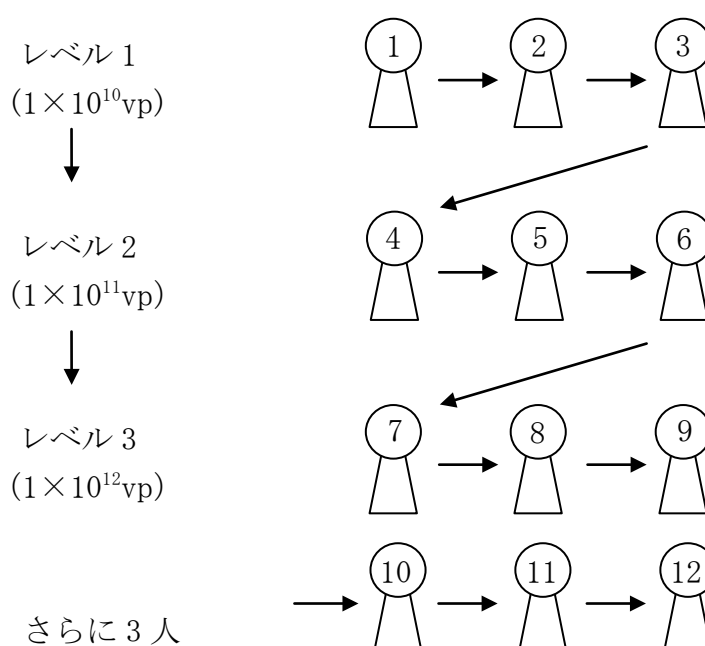 レベル 1
(1×10¹⁰vp)
1 2 3
レベル 2
(1×10¹¹vp)
4 5 6
レベル 3
(1×10¹²vp)
7 8 9
10 11 12
さらに 3 人